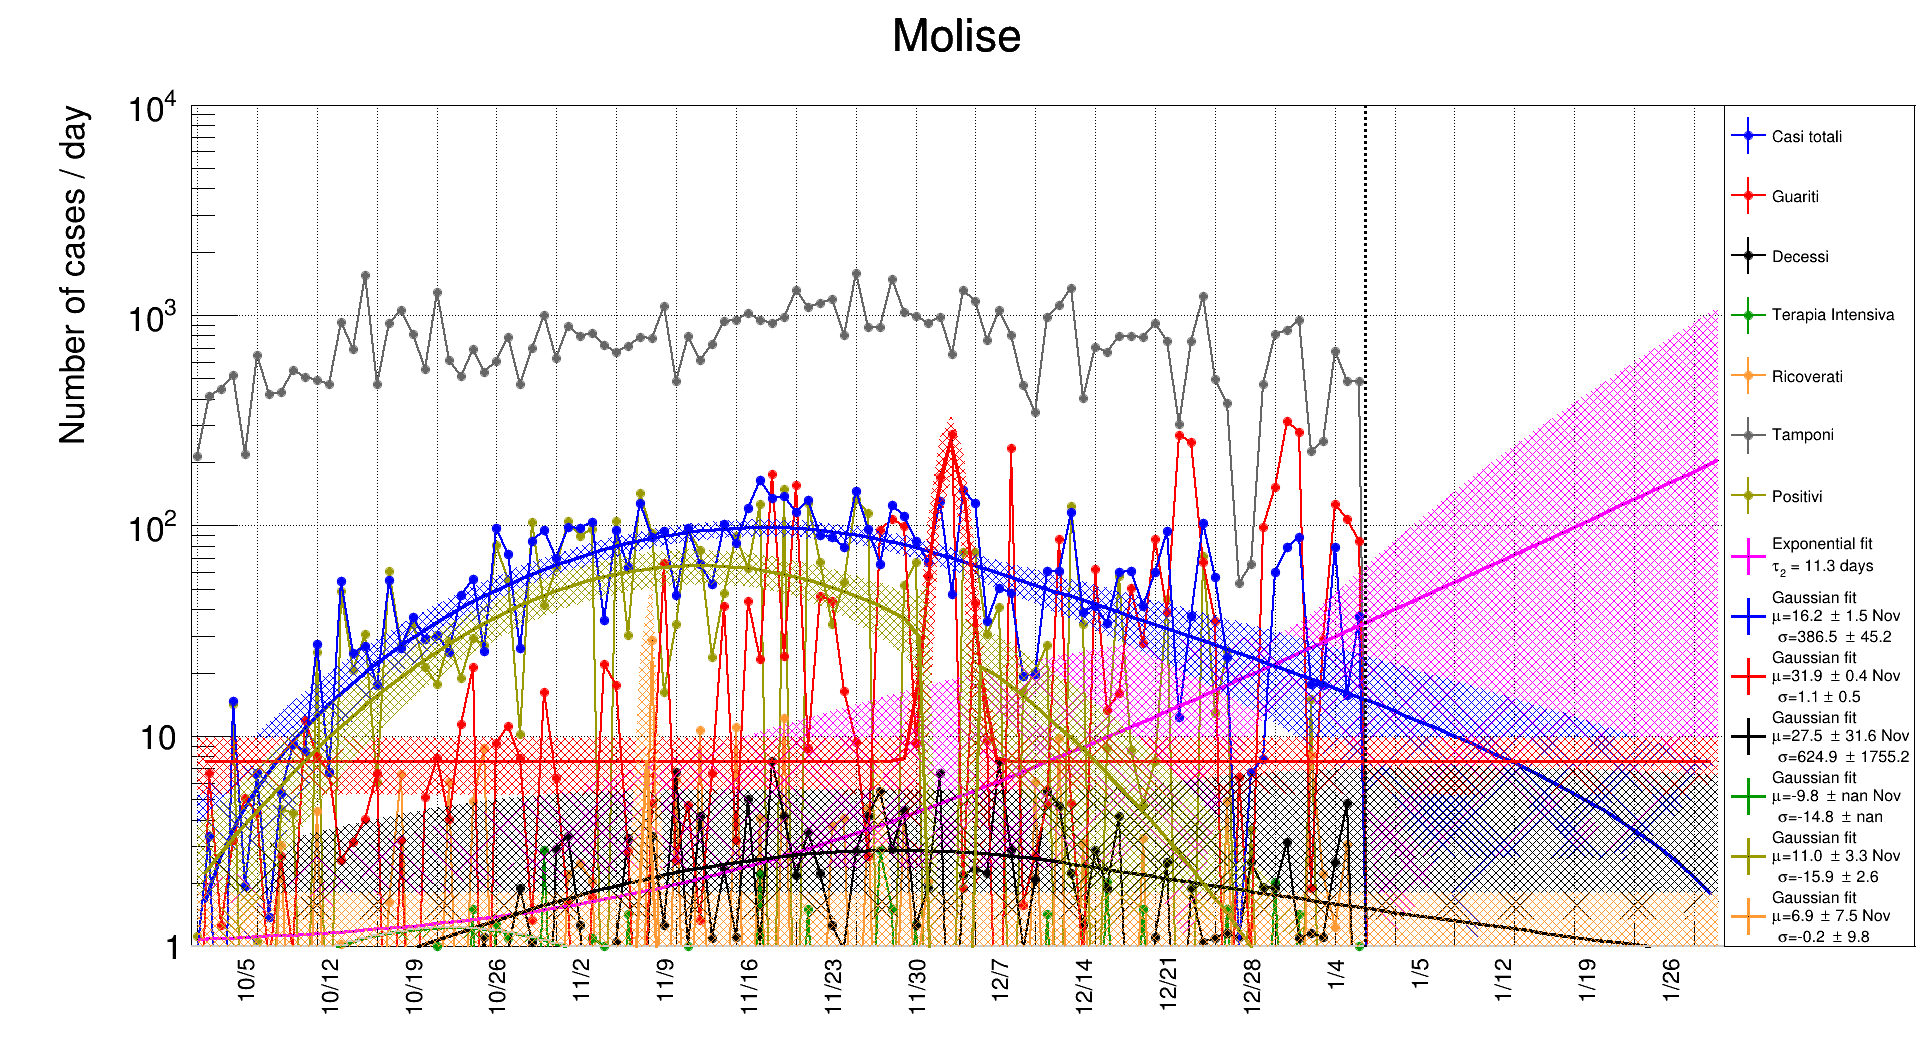 Molise
Number of cases / day
10⁴
10³
10²
10
1
10/5
10/12
10/19
10/26
11/2
11/9
11/16
11/23
11/30
12/7
12/14
12/21
12/28
1/4
1/5
1/12
1/19
1/26
Casi totali
Guariti
Decessi
Terapia Intensiva
Ricoverati
Tamponi
Positivi
Exponential fit
τ₂ = 11.3 days
Gaussian fit
μ=16.2 ± 1.5 Nov
σ=386.5 ± 45.2
Gaussian fit
μ=31.9 ± 0.4 Nov
σ=1.1 ± 0.5
Gaussian fit
μ=27.5 ± 31.6 Nov
σ=624.9 ± 1755.2
Gaussian fit
μ=-9.8 ± nan Nov
σ=-14.8 ± nan
Gaussian fit
μ=11.0 ± 3.3 Nov
σ=-15.9 ± 2.6
Gaussian fit
μ=6.9 ± 7.5 Nov
σ=-0.2 ± 9.8